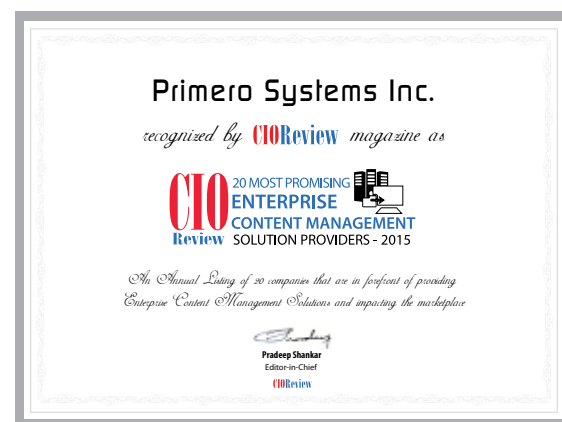 Primero Systems Inc.
recognized by CIOReview magazine as
CIO Review
20 MOST PROMISING
ENTERPRISE
CONTENT MANAGEMENT
SOLUTION PROVIDERS - 2015
An Annual Listing of 20 companies that are in forefront of providing
Enterprise Content Management Solutions and impacting the marketplace
Pradeep Shankar
Editor-in-Chief
CIOReview